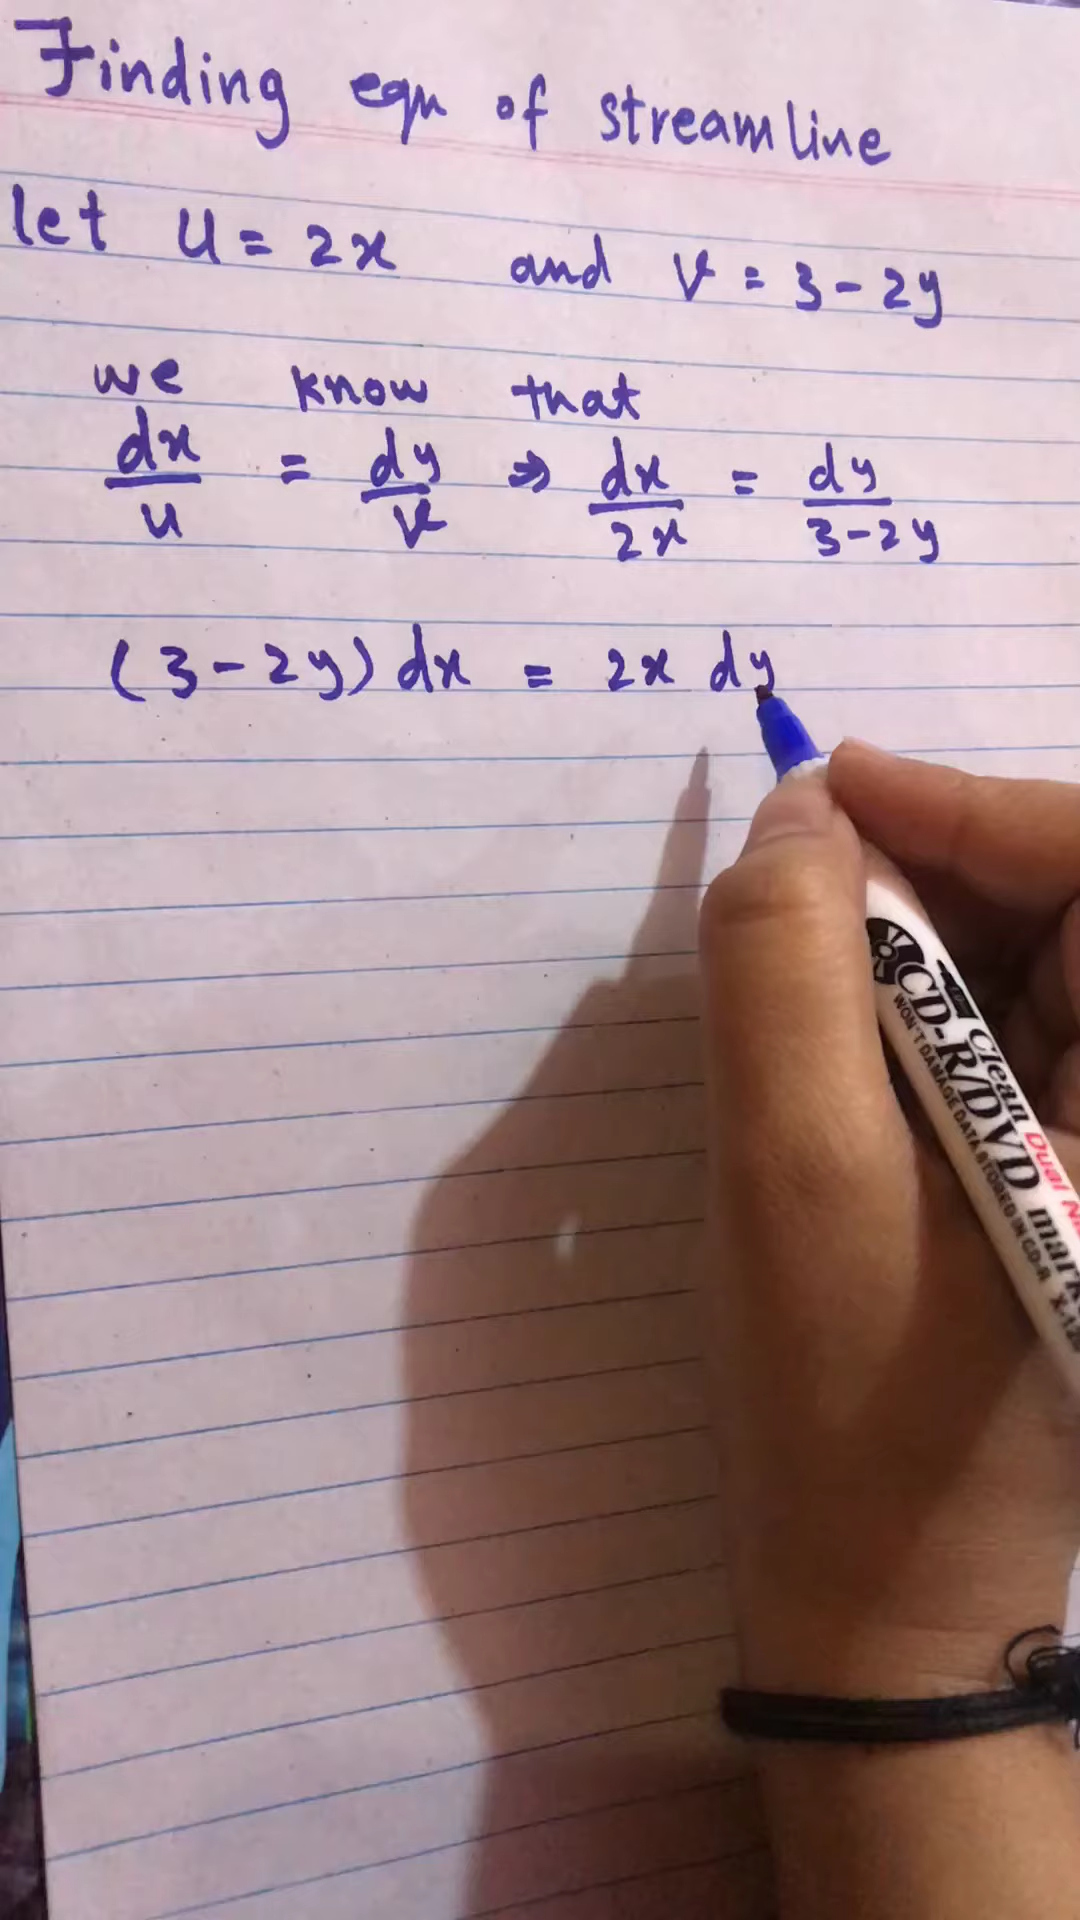 Finding eqn of streamline
let u = 2x and v = 3-2y
we know that
dx/u = dy/v ⇒ dx/2x = dy/3-2y
(3-2y) dx = 2x dy
Clean Dual
CD-R/DVD mark
WON'T DAMAGE DATA STORED IN CD-R